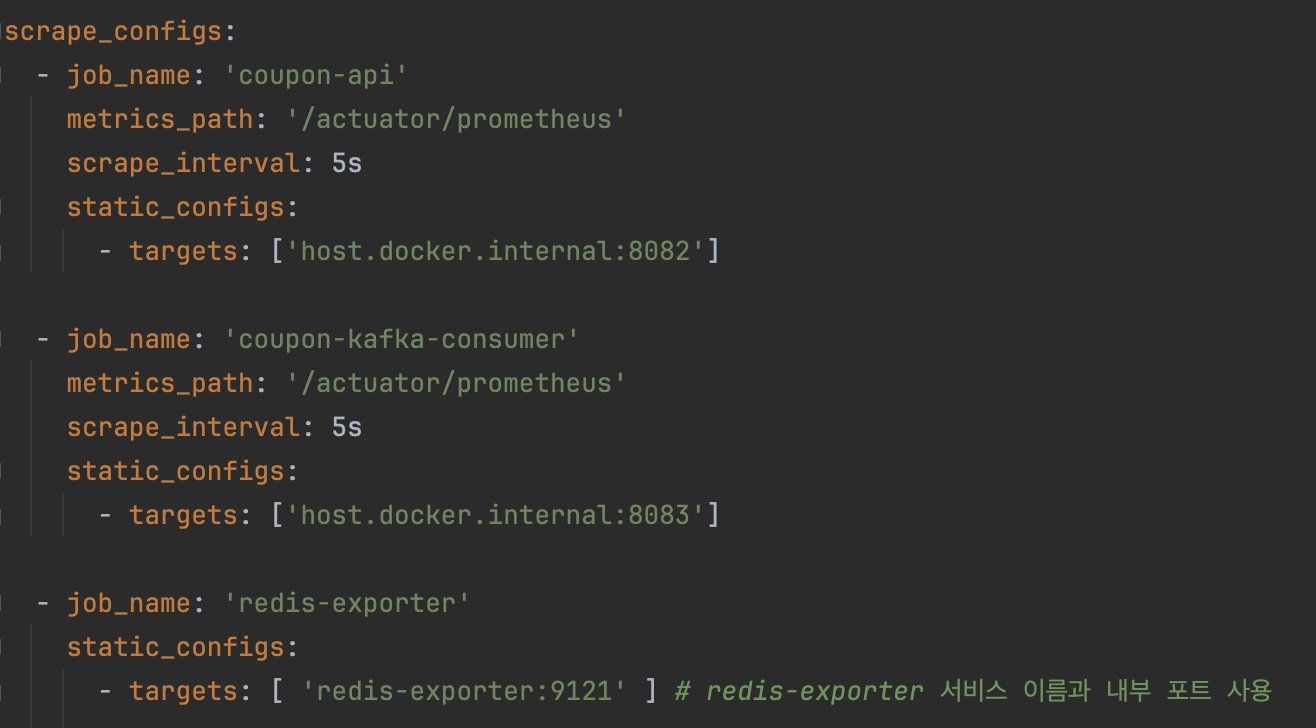 scrape_configs:
  - job_name: 'coupon-api'
    metrics_path: '/actuator/prometheus'
    scrape_interval: 5s
    static_configs:
      - targets: ['host.docker.internal:8082']

  - job_name: 'coupon-kafka-consumer'
    metrics_path: '/actuator/prometheus'
    scrape_interval: 5s
    static_configs:
      - targets: ['host.docker.internal:8083']

  - job_name: 'redis-exporter'
    static_configs:
      - targets: [ 'redis-exporter:9121' ] # redis-exporter 서비스 이름과 내부 포트 사용